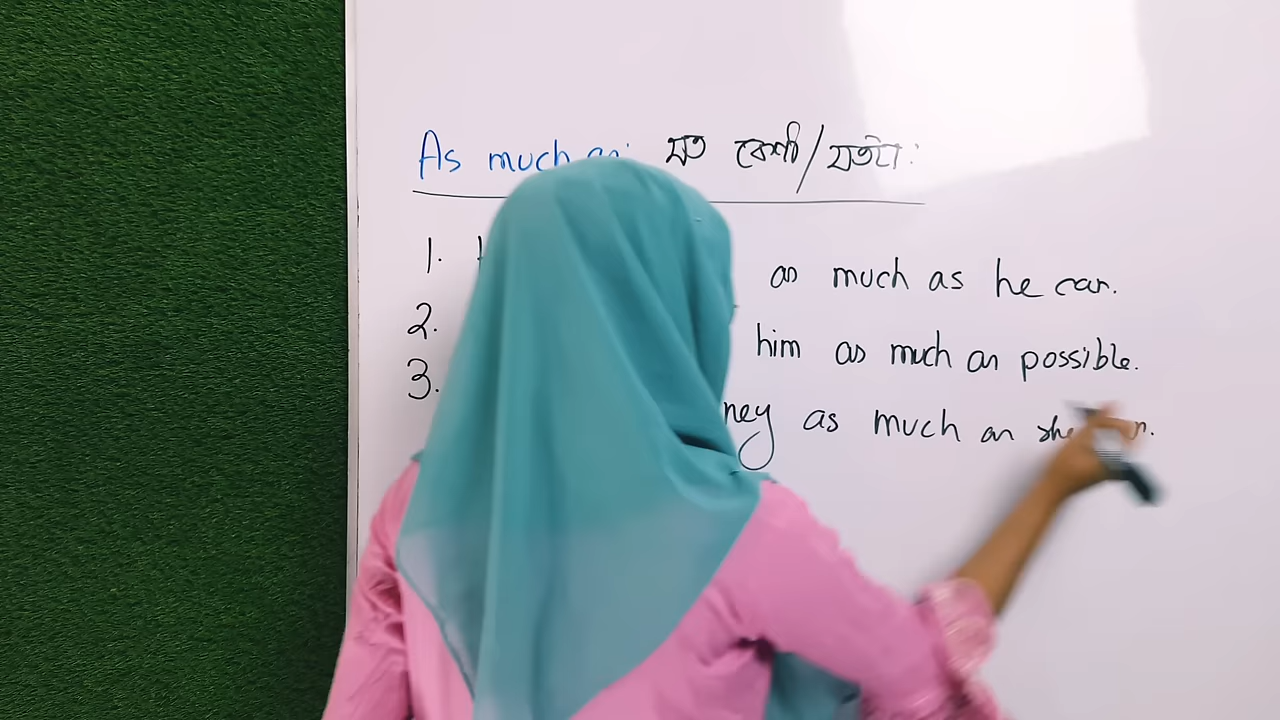 As much as: যত বেশী/যতটা:
1. as much as he can.
2. him as much as possible.
3. as much as she